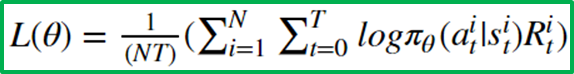 L(θ) = 1/(NT) (∑_{i=1}^{N} ∑_{t=0}^{T} logπ_θ(a_t^i|s_t^i)R_t^i)